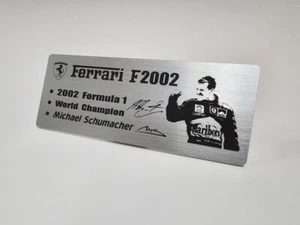 Ferrari F2002
• 2002 Formula 1
• World Champion
• Michael Schumacher
Marlboro